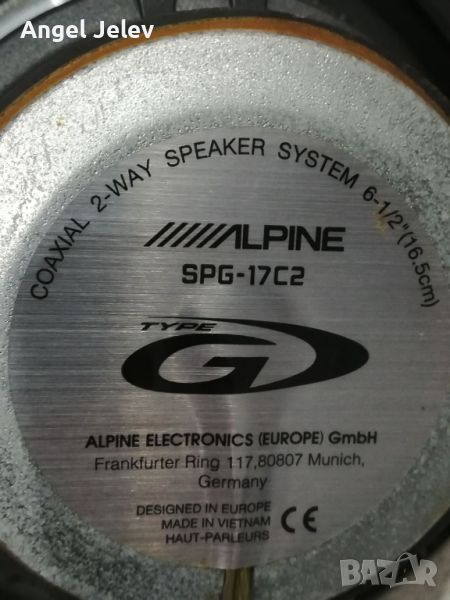 Angel Jelev
COAXIAL 2-WAY SPEAKER SYSTEM 6-1/2"(16.5cm)
ALPINE
SPG-17C2
TYPE
G
ALPINE ELECTRONICS (EUROPE) GmbH
Frankfurter Ring 117,80807 Munich,
Germany
DESIGNED IN EUROPE
MADE IN VIETNAM
HAUT-PARLEURS
CE
BAZAR